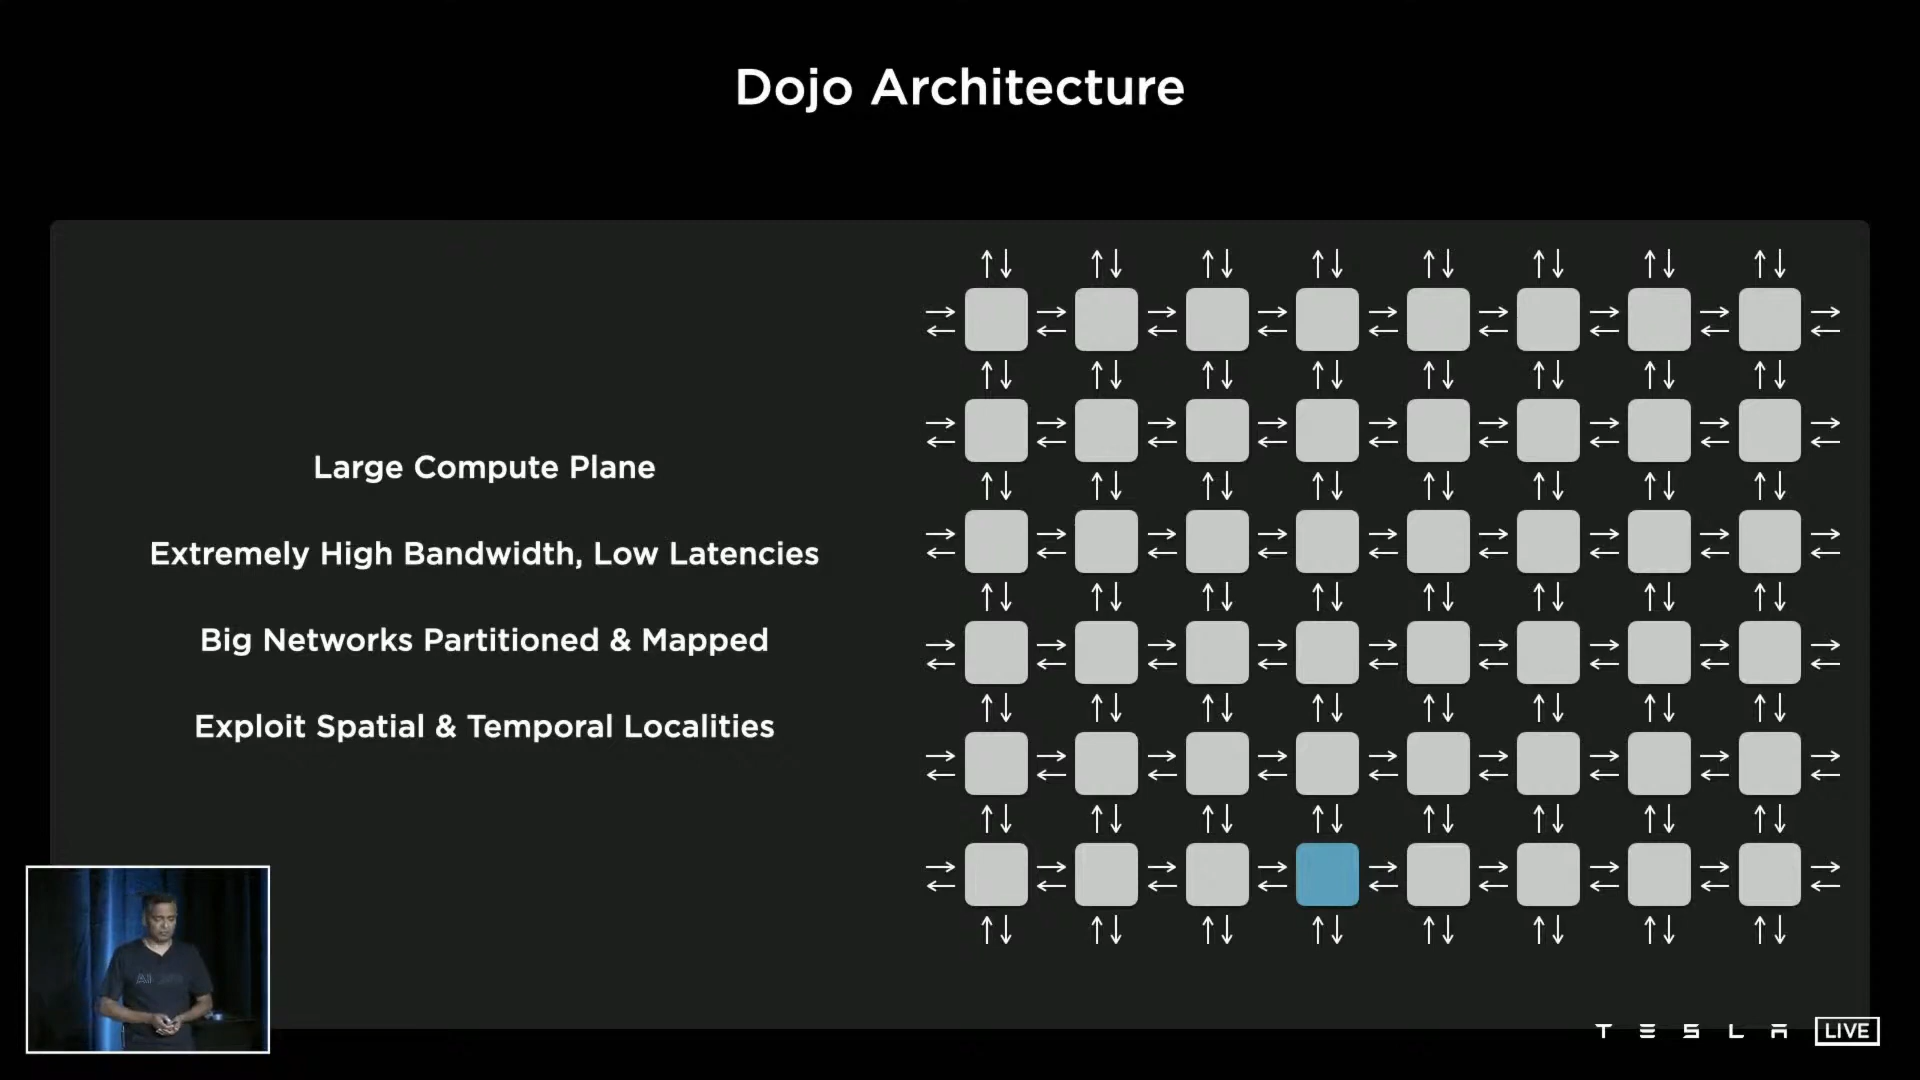 Dojo Architecture
Large Compute Plane
Extremely High Bandwidth, Low Latencies
Big Networks Partitioned & Mapped
Exploit Spatial & Temporal Localities
AI
TESLA LIVE